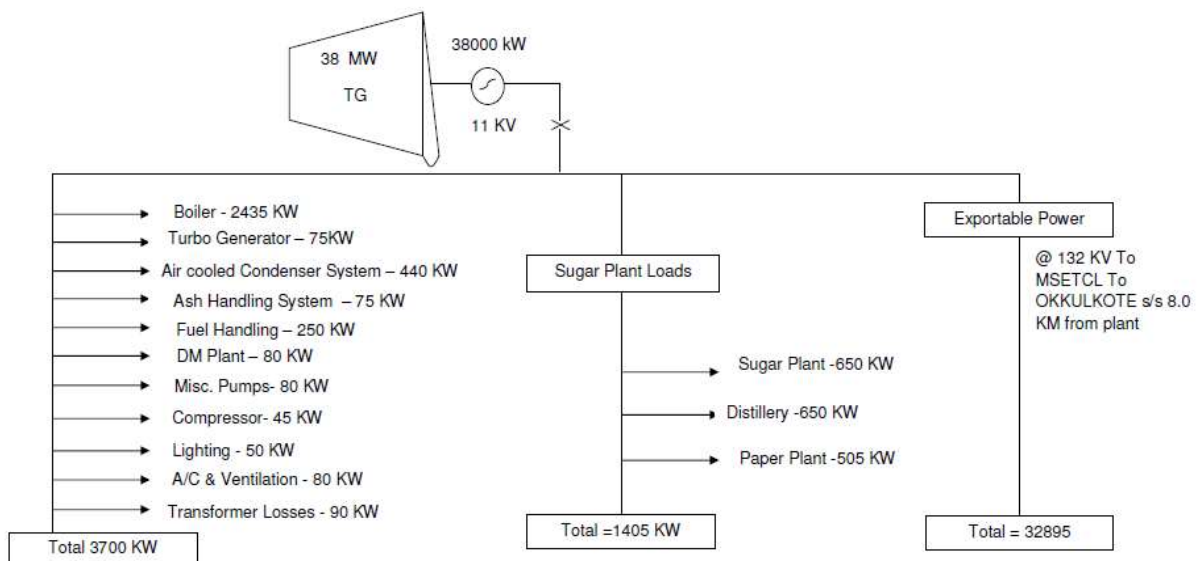 38 MW
TG
38000 kW
11 KV
Boiler - 2435 KW
Turbo Generator – 75KW
Air cooled Condenser System – 440 KW
Ash Handling System – 75 KW
Fuel Handling – 250 KW
DM Plant – 80 KW
Misc. Pumps- 80 KW
Compressor- 45 KW
Lighting - 50 KW
A/C & Ventilation - 80 KW
Transformer Losses - 90 KW
Total 3700 KW
Sugar Plant Loads
Sugar Plant -650 KW
Distillery -650 KW
Paper Plant -505 KW
Total =1405 KW
Exportable Power
@ 132 KV To
MSETCL To
OKKULKOTE s/s 8.0
KM from plant
Total = 32895